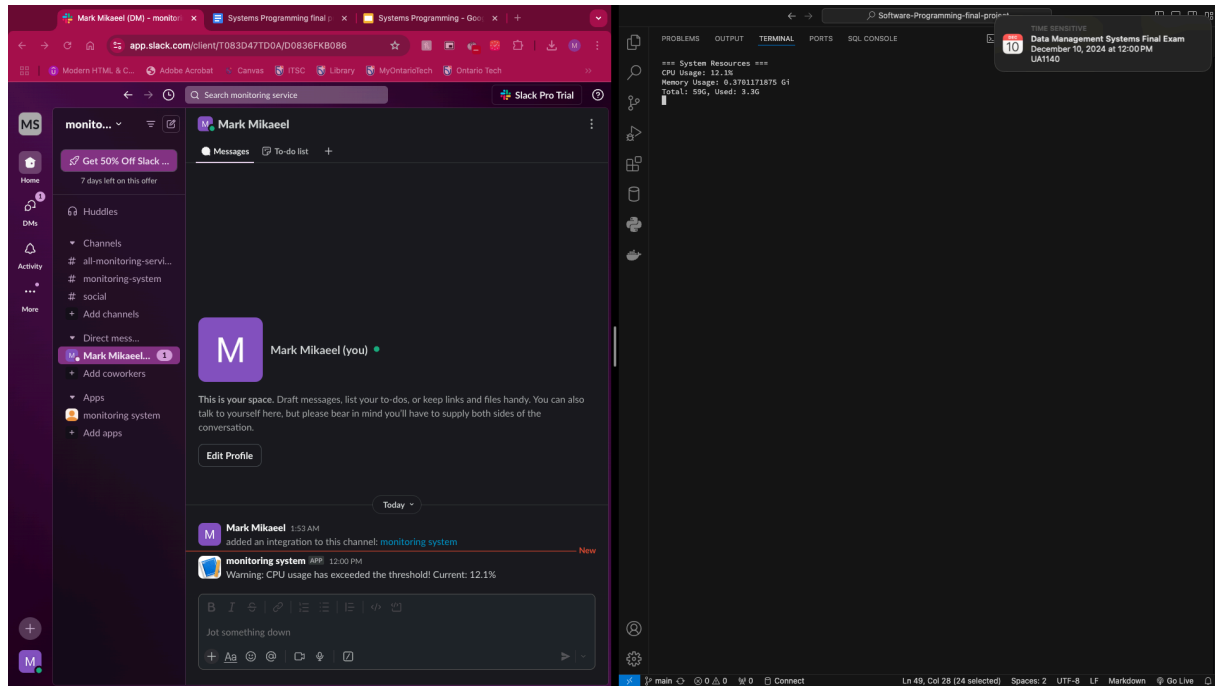 Mark Mikaeel (DM) - monitori
Systems Programming final p
Systems Programming - Goo
app.slack.com/client/T083D47TD0A/D0836FKB086
Modern HTML & C...
Adobe Acrobat
Canvas
ITSC
Library
MyOntarioTech
Ontario Tech
Search monitoring service
Slack Pro Trial
MS
monito...
Get 50% Off Slack ...
7 days left on this offer
Home
1
DMs
Activity
More
Huddles
Channels
# all-monitoring-servi...
# monitoring-system
# social
+ Add channels
Direct mess...
M
Mark Mikaeel... 1
+ Add coworkers
Apps
monitoring system
+ Add apps
M
M
Mark Mikaeel
Messages
To-do list
+
M
Mark Mikaeel (you)
This is your space. Draft messages, list your to-dos, or keep links and files handy. You can also
talk to yourself here, but please bear in mind you'll have to supply both sides of the
conversation.
Edit Profile
Today
M
Mark Mikaeel 1:53 AM
added an integration to this channel: monitoring system
New
monitoring system APP 12:00 PM
Warning: CPU usage has exceeded the threshold! Current: 12.1%
B I S
Jot something down
+ Aa @
Software-Programming-final-project
PROBLEMS OUTPUT TERMINAL PORTS SQL CONSOLE
=== System Resources ===
CPU Usage: 12.1%
Memory Usage: 0.3701171875 Gi
Total: 59G, Used: 3.3G
DEC
10
TIME SENSITIVE
Data Management Systems Final Exam
December 10, 2024 at 12:00 PM
UA1140
main
0 0
0
Connect
Ln 49, Col 28 (24 selected) Spaces: 2 UTF-8 LF Markdown Go Live